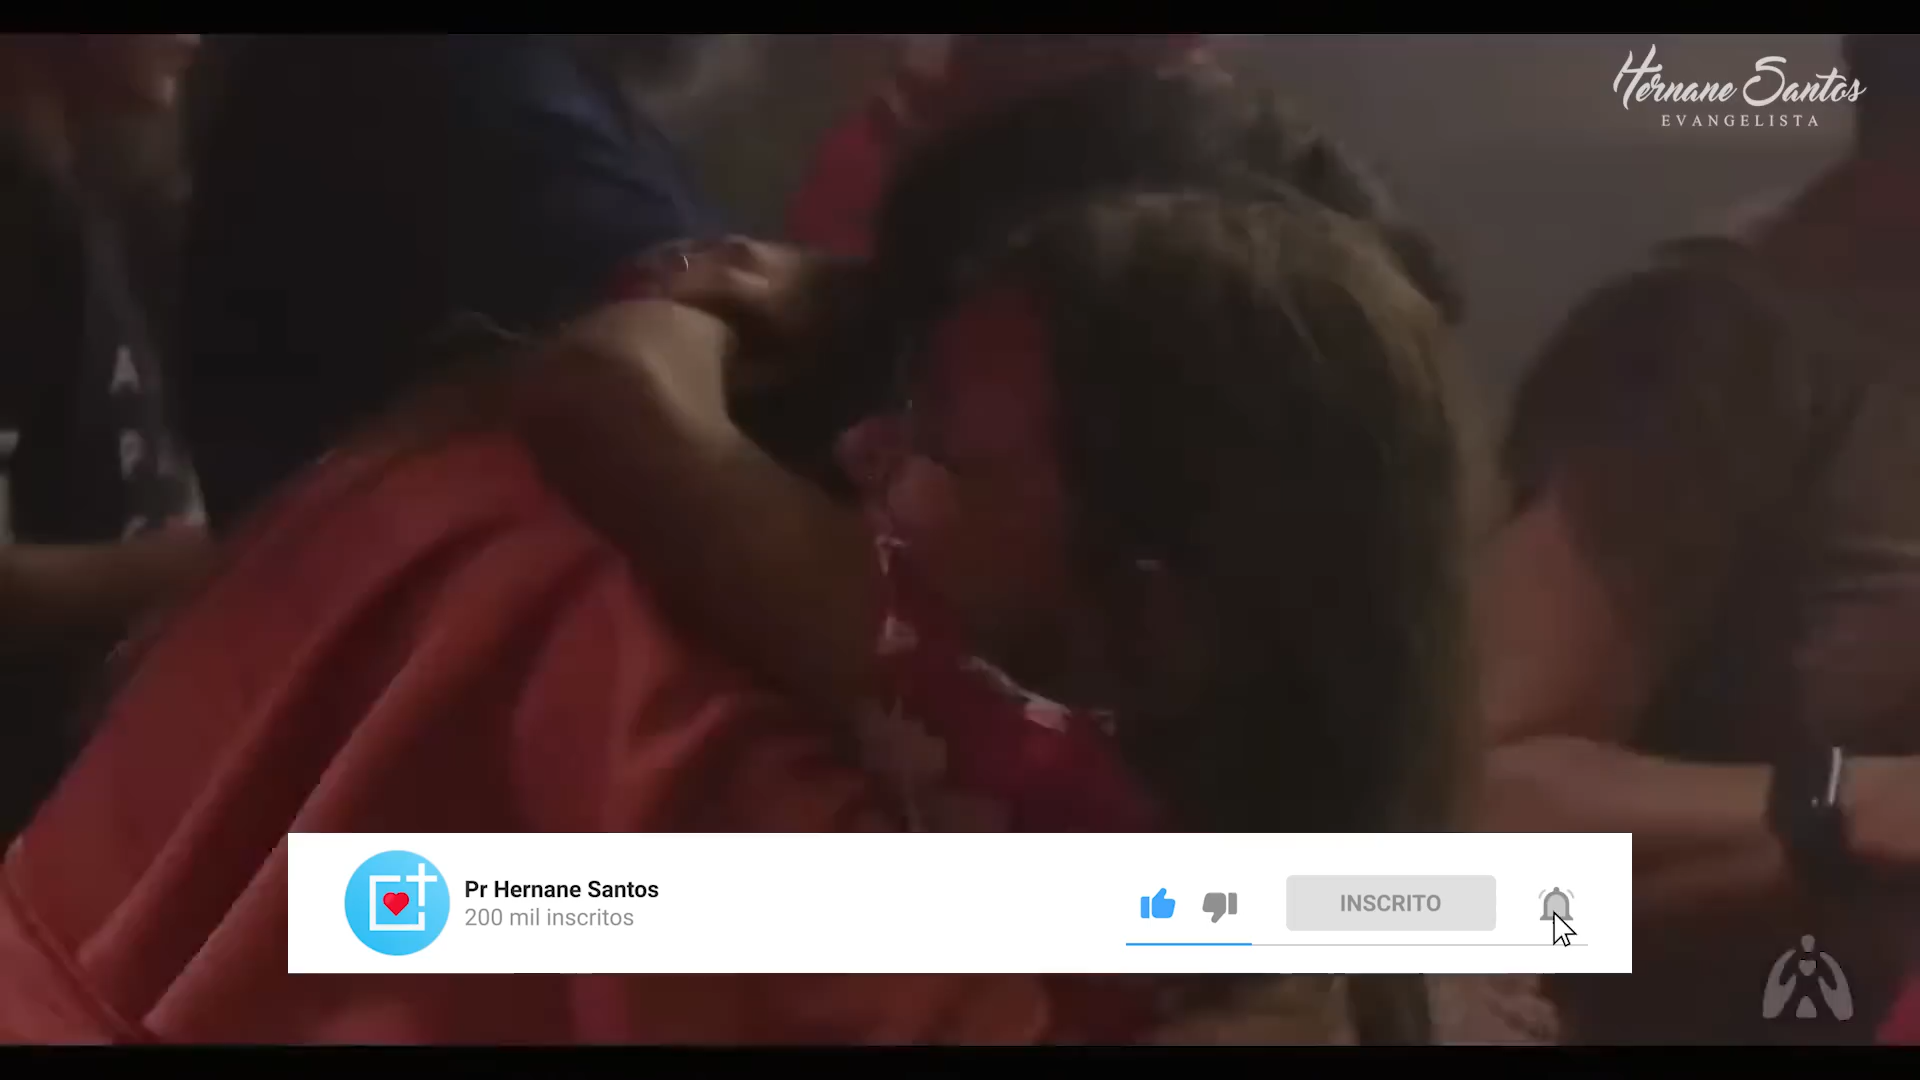 Hernane Santos
EVANGELISTA
A
P
Pr Hernane Santos
200 mil inscritos
INSCRITO